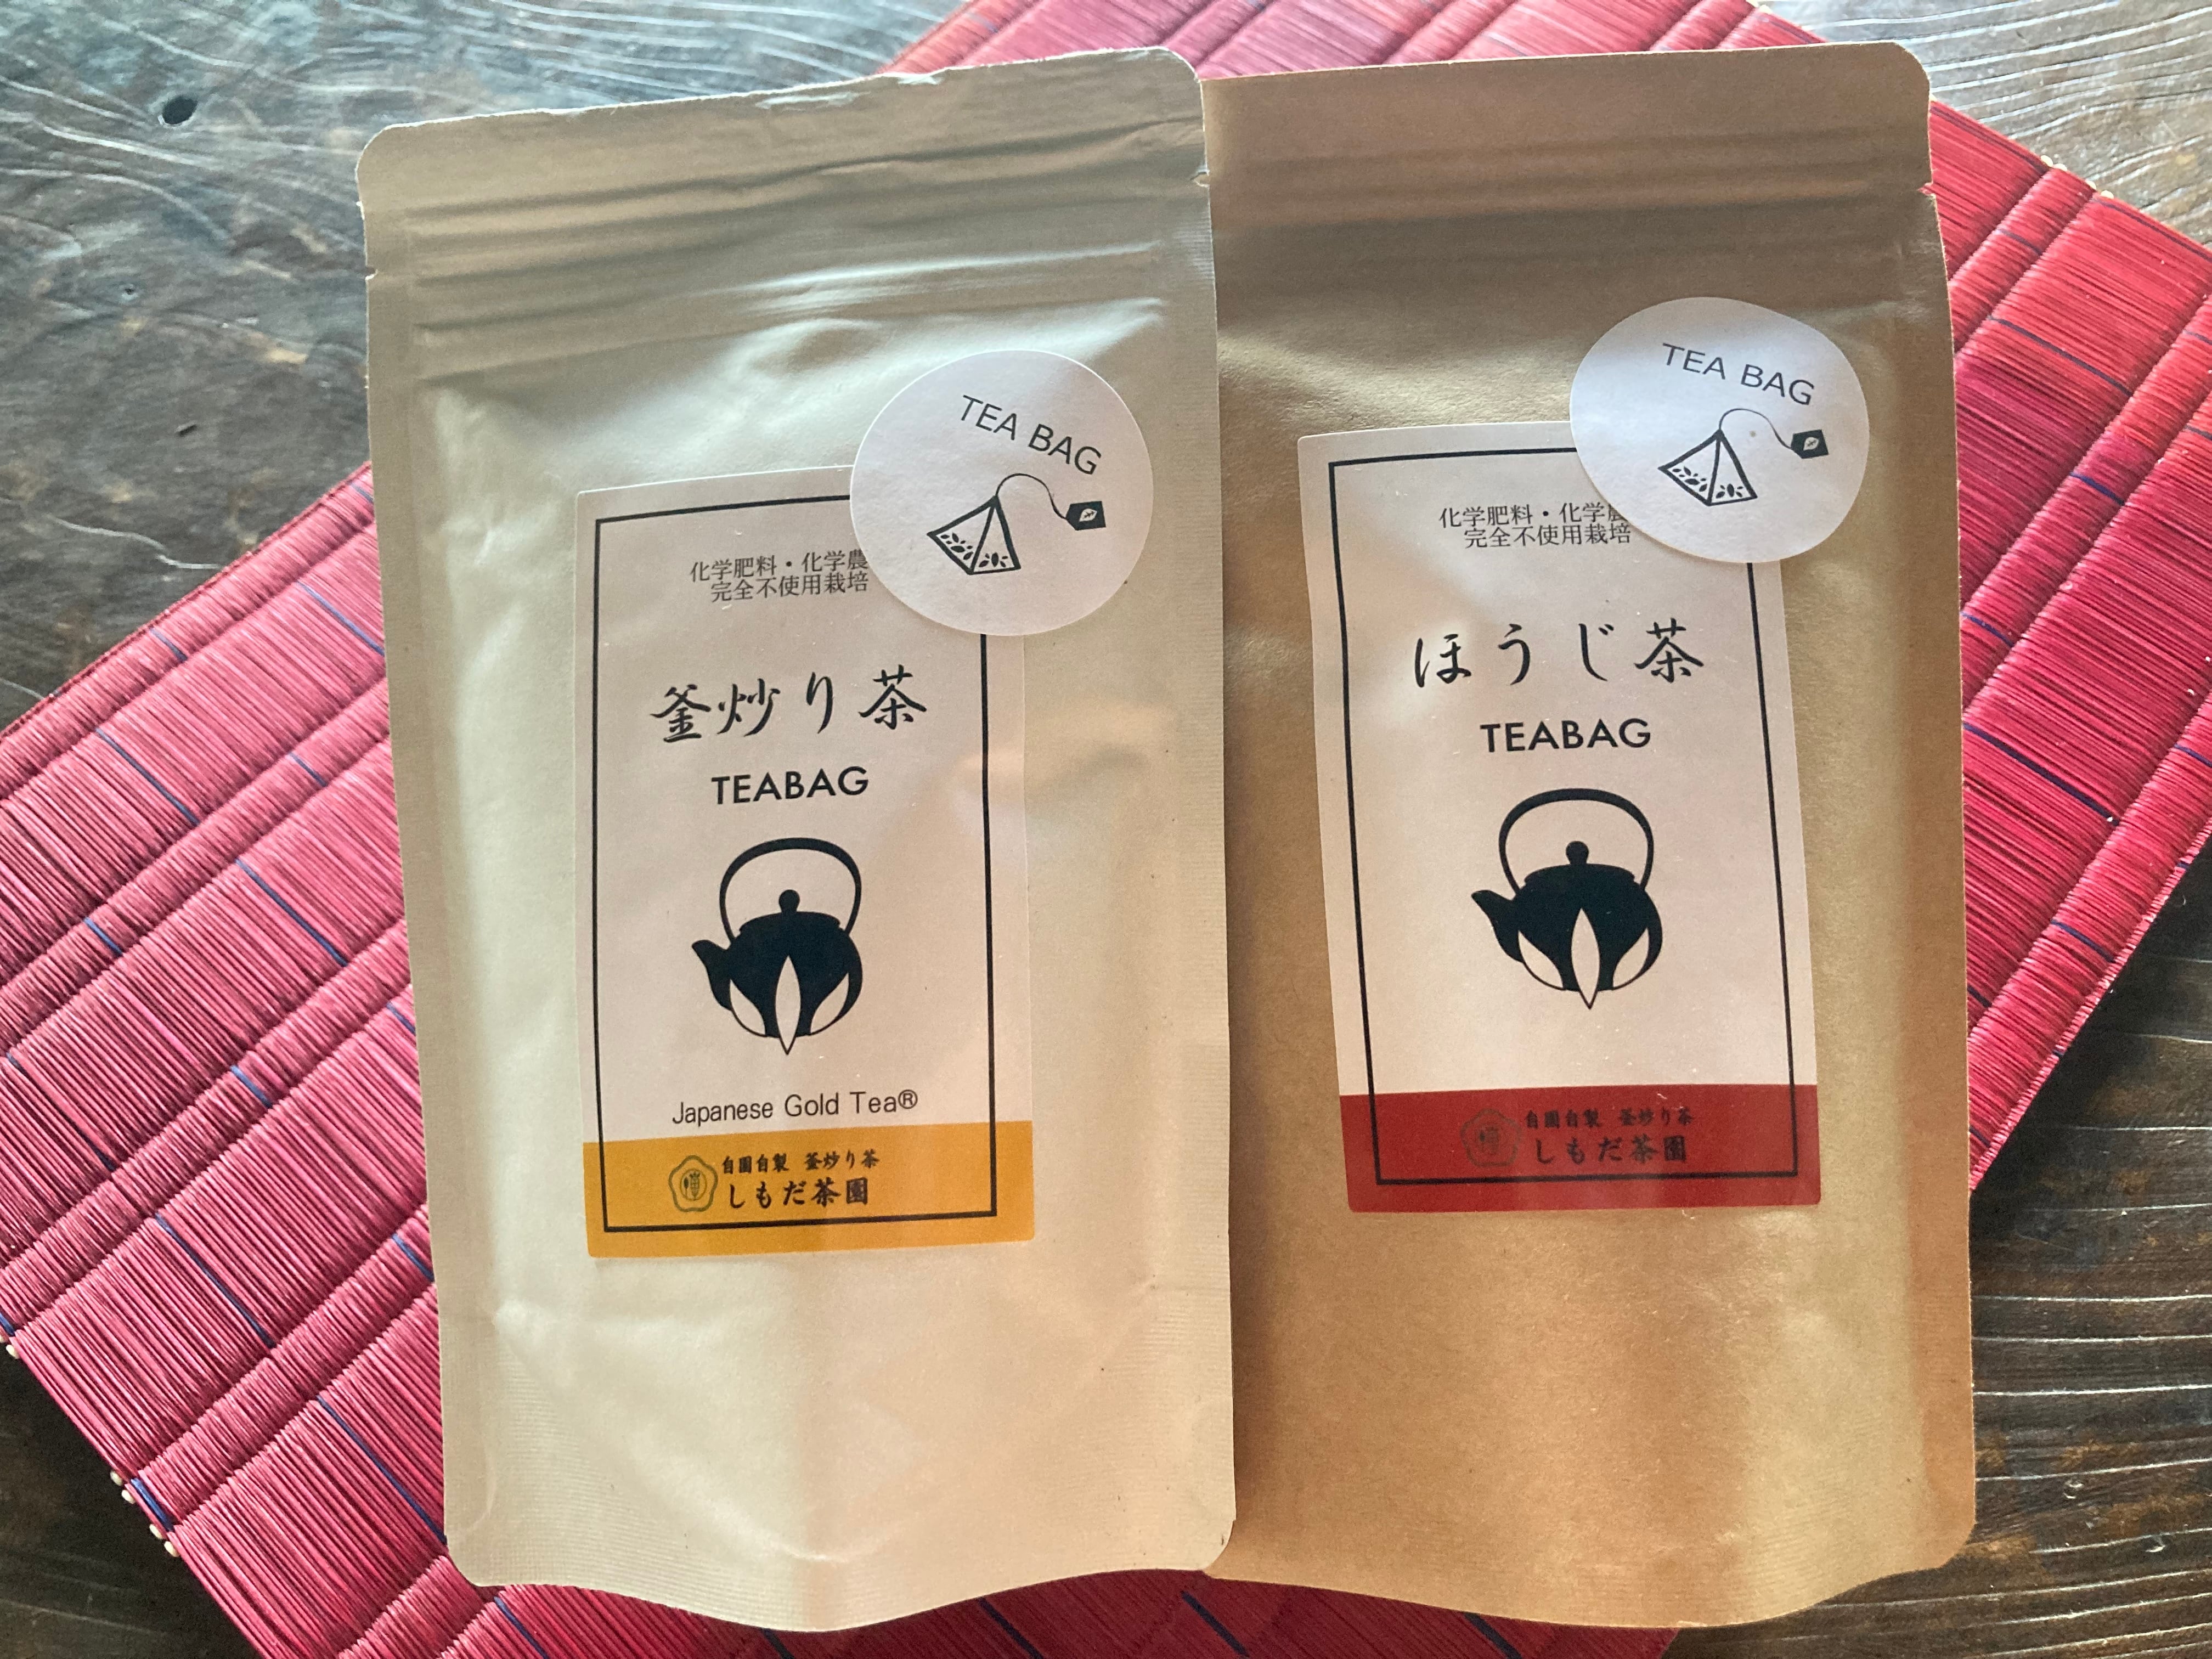 TEA BAG
化学肥料・化学農
完全不使用栽培
釜炒り茶
TEABAG
Japanese Gold Tea®
自園自製 釜炒り茶
しもだ茶園
TEA BAG
化学肥料・化学農
完全不使用栽培
ほうじ茶
TEABAG
自園自製 釜炒り茶
しもだ茶園